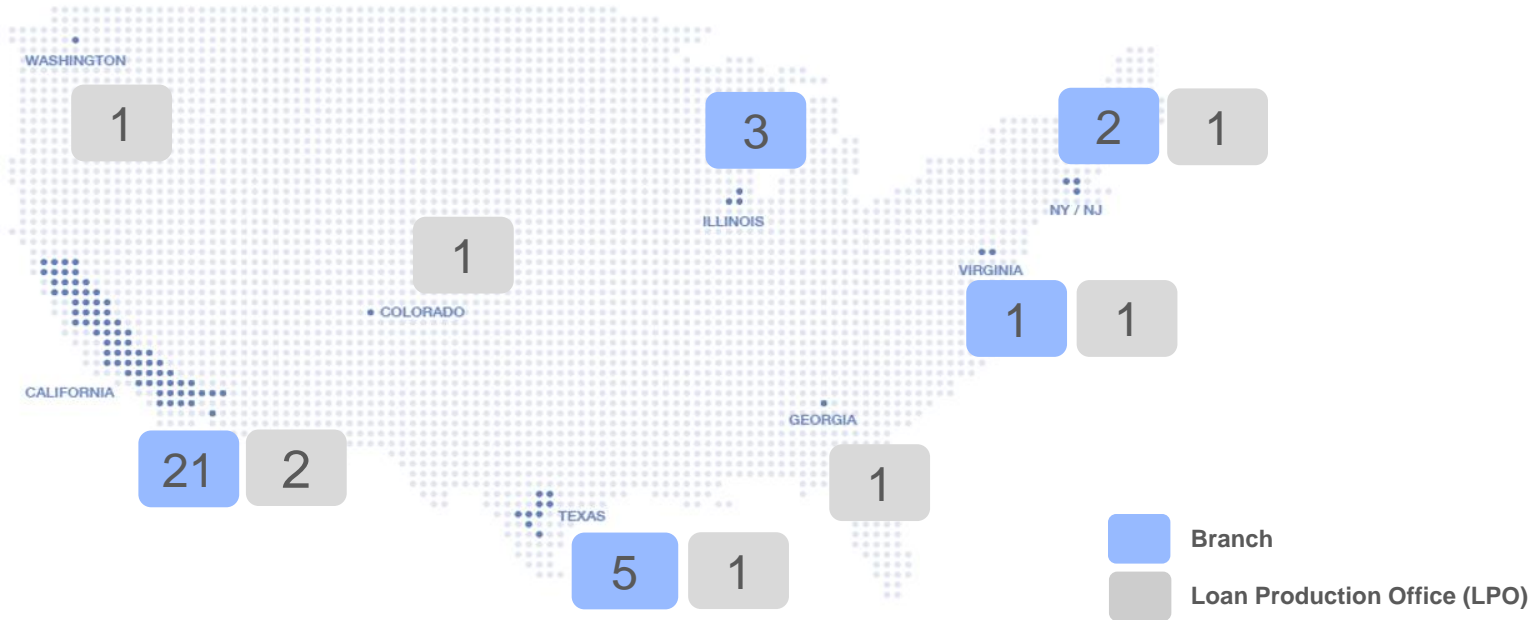 WASHINGTON
1
3
2 1
NY / NJ
ILLINOIS
1
COLORADO
VIRGINIA
1 1
CALIFORNIA
21 2
GEORGIA
1
TEXAS
5 1
Branch
Loan Production Office (LPO)